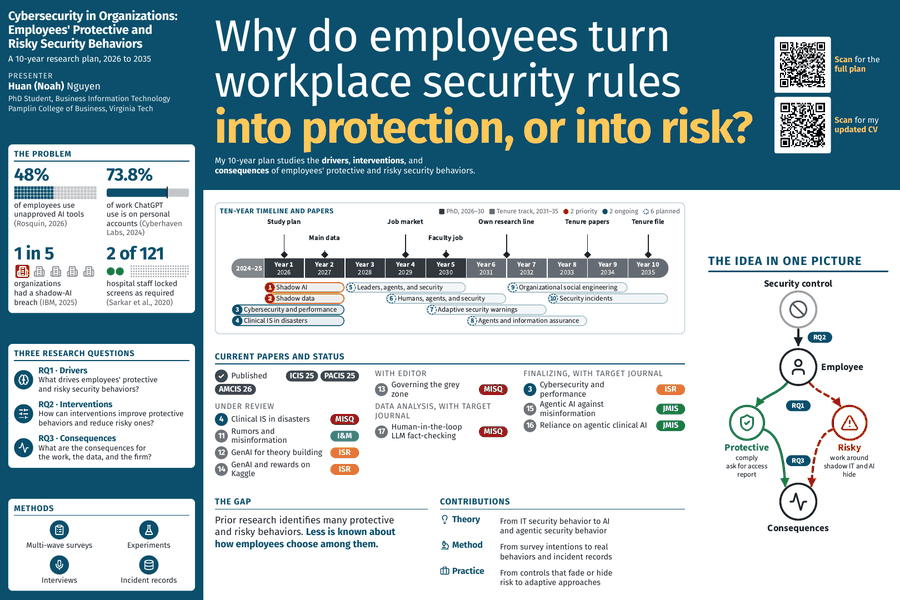 Cybersecurity in Organizations:
Employees' Protective and
Risky Security Behaviors
A 10-year research plan, 2026 to 2035
PRESENTER
Huan (Noah) Nguyen
PhD Student, Business Information Technology
Pamplin College of Business, Virginia Tech
THE PROBLEM
48%
of employees use
unapproved AI tools
(Rosquin, 2026)
73.8%
of work ChatGPT
use is on personal
accounts (Cyberhaven
Labs, 2024)
1 in 5
organizations
had a shadow-AI
breach (IBM, 2025)
2 of 121
hospital staff locked
screens as required
(Sarkar et al., 2020)
THREE RESEARCH QUESTIONS
RQ1 · Drivers
What drives employees' protective
and risky security behaviors?
RQ2 · Interventions
How can interventions improve protective
behaviors and reduce risky ones?
RQ3 · Consequences
What are the consequences for
the work, the data, and the firm?
METHODS
Multi-wave surveys
Experiments
Interviews
Incident records
Why do employees turn
workplace security rules
into protection, or into risk?
My 10-year plan studies the drivers, interventions, and
consequences of employees' protective and risky security behaviors.
Scan for the
full plan
Scan for my
updated CV
TEN-YEAR TIMELINE AND PAPERS
PhD, 2026–30
Tenure track, 2031–35
2 priority
2 ongoing
6 planned
Study plan
Job market
Own research line
Tenure papers
Tenure file
Main data
Faculty job
2024–25
Year 1
2026
Year 2
2027
Year 3
2028
Year 4
2029
Year 5
2030
Year 6
2031
Year 7
2032
Year 8
2033
Year 9
2034
Year 10
2035
1 Shadow AI
5 Leaders, agents, and security
9 Organizational social engineering
2 Shadow data
6 Humans, agents, and security
10 Security incidents
3 Cybersecurity and performance
7 Adaptive security warnings
4 Clinical IS in disasters
8 Agents and information assurance
CURRENT PAPERS AND STATUS
Published
ICIS 25
PACIS 25
AMCIS 26
UNDER REVIEW
4 Clinical IS in disasters MISQ
11 Rumors and
misinformation I&M
12 GenAI for theory building ISR
14 GenAI and rewards on
Kaggle ISR
WITH EDITOR
13 Governing the grey
zone MISQ
DATA ANALYSIS, WITH TARGET
JOURNAL
17 Human-in-the-loop
LLM fact-checking MISQ
FINALIZING, WITH TARGET JOURNAL
3 Cybersecurity and
performance ISR
15 Agentic AI against
misinformation JMIS
16 Reliance on agentic clinical AI JMIS
THE GAP
Prior research identifies many protective
and risky behaviors. Less is known about
how employees choose among them.
CONTRIBUTIONS
Theory
From IT security behavior to AI
and agentic security behavior
Method
From survey intentions to real
behaviors and incident records
Practice
From controls that fade or hide
risk to adaptive approaches
THE IDEA IN ONE PICTURE
Security control
RQ2
Employee
RQ1
Protective
comply
ask for access
report
Risky
work around
shadow IT and AI
hide
RQ3
Consequences